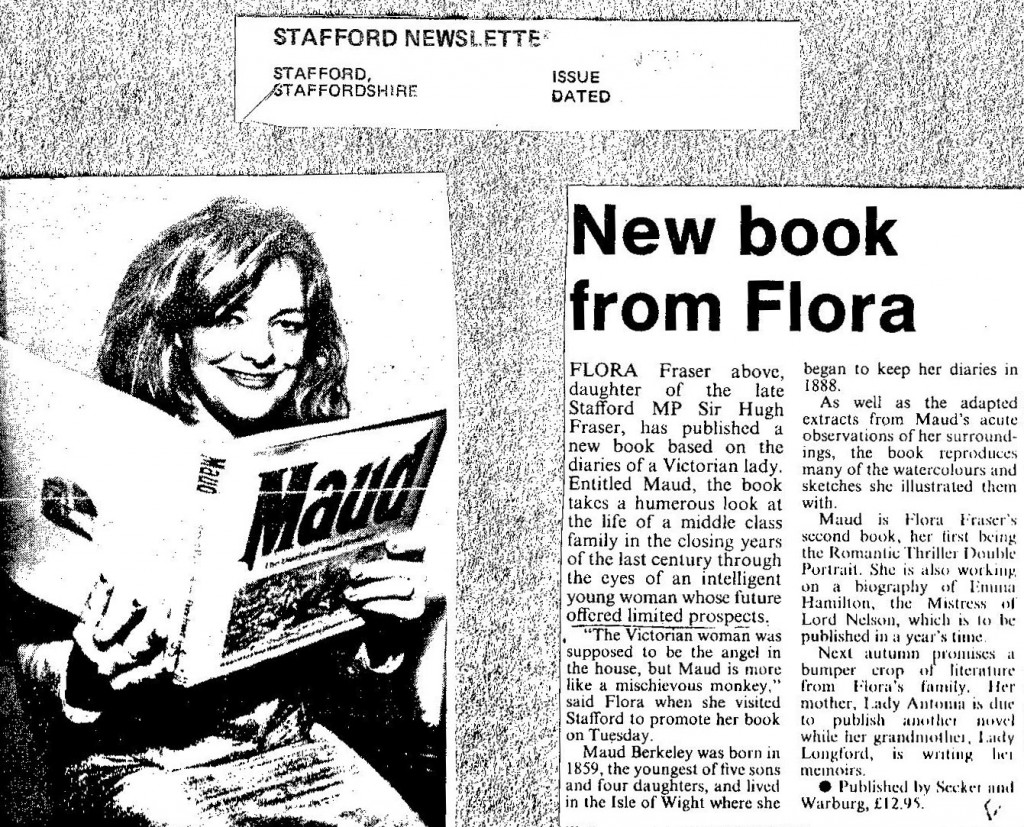 STAFFORD NEWSLETTE
STAFFORD,
STAFFORDSHIRE
ISSUE
DATED
Maud
Maud
New book
from Flora
FLORA Fraser above,
daughter of the late
Stafford MP Sir Hugh
Fraser, has published a
new book based on the
diaries of a Victorian lady.
Entitled Maud, the book
takes a humerous look at
the life of a middle class
family in the closing years
of the last century through
the eyes of an intelligent
young woman whose future
offered limited prospects.
"The Victorian woman was
supposed to be the angel in
the house, but Maud is more
like a mischievous monkey,"
said Flora when she visited
Stafford to promote her book
on Tuesday.
Maud Berkeley was born in
1859, the youngest of five sons
and four daughters, and lived
in the Isle of Wight where she
began to keep her diaries in
1888.
As well as the adapted
extracts from Maud's acute
observations of her surround-
ings, the book reproduces
many of the watercolours and
sketches she illustrated them
with.
Maud is Flora Fraser's
second book, her first being
the Romantic Thriller Double
Portrait. She is also working
on a biography of Emma
Hamilton, the Mistress of
Lord Nelson, which is to be
published in a year's time.
Next autumn promises a
bumper crop of literature
from Flora's family. Her
mother, Lady Antonia is due
to publish another novel
while her grandmother, Lady
Longford, is writing her
memoirs.
● Published by Secker and
Warburg, £12.95.